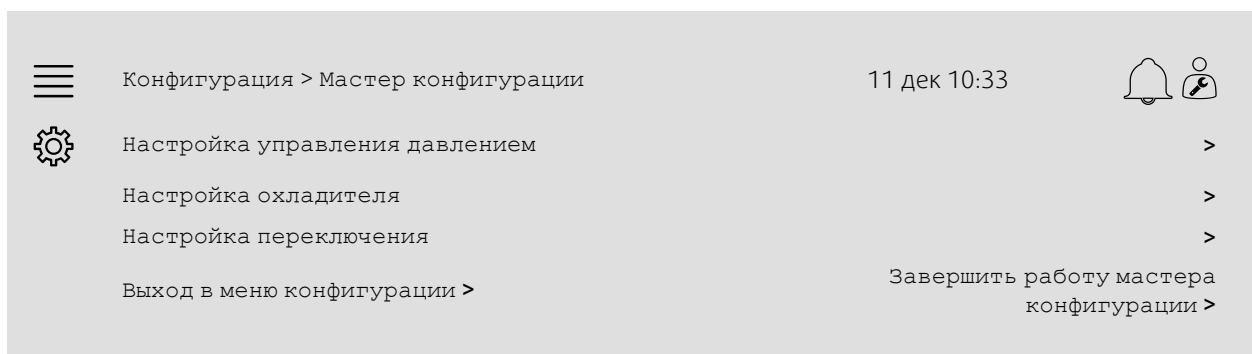 Конфигурация > Мастер конфигурации 11 дек 10:33
Настройка управления давлением >
Настройка охладителя >
Настройка переключения >
Выход в меню конфигурации > Завершить работу мастера
конфигурации >